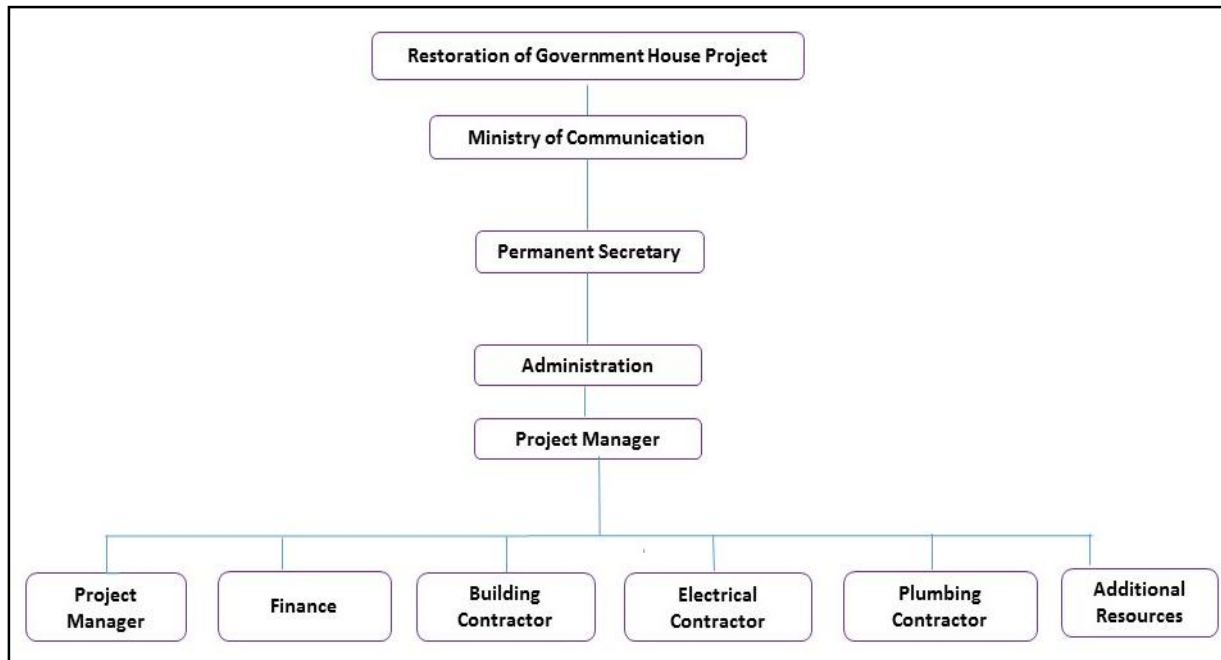 Restoration of Government House Project
Ministry of Communication
Permanent Secretary
Administration
Project Manager
Project
Manager
Finance
Building
Contractor
Electrical
Contractor
Plumbing
Contractor
Additional
Resources